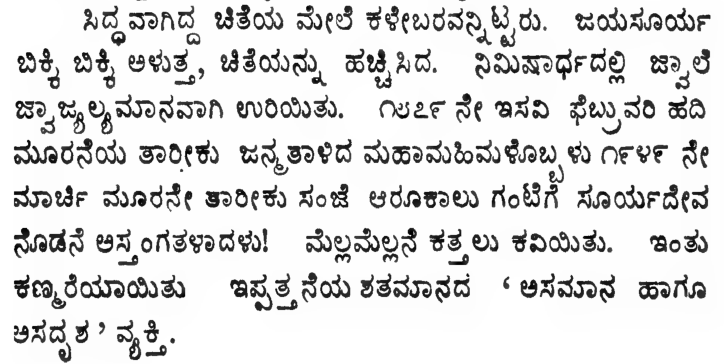 ಸಿದ್ಧವಾಗಿದ್ದ ಚಿತೆಯ ಮೇಲೆ ಕಳೇಬರವನ್ನಿಟ್ಟರು. ಜಯಸೂರ್ಯ
ಬಿಕ್ಕಿ ಬಿಕ್ಕಿ ಅಳುತ್ತ, ಚಿತೆಯನ್ನು ಹಚ್ಚಿಸಿದ. ನಿಮಿಷಾರ್ಧದಲ್ಲಿ ಜ್ವಾಲೆ
ಜ್ವಾಜ್ಯಲ್ಯಮಾನವಾಗಿ ಉರಿಯಿತು. ೧೮೭೯ ನೇ ಇಸವಿ ಫೆಬ್ರುವರಿ ಹದಿ
ಮೂರನೆಯ ತಾರೀಕು ಜನ್ಮತಾಳಿದ ಮಹಾಮಹಿಮಳೊಬ್ಬಳು ೧೯೪೯ ನೇ
ಮಾರ್ಚಿ ಮೂರನೇ ತಾರೀಕು ಸಂಜೆ ಆರೂಕಾಲು ಗಂಟೆಗೆ ಸೂರ್ಯದೇವ
ನೊಡನೆ ಅಸ್ತಂಗತಳಾದಳು! ಮೆಲ್ಲಮೆಲ್ಲನೆ ಕತ್ತಲು ಕವಿಯಿತು. ಇಂತು
ಕಣ್ಮರೆಯಾಯಿತು ಇಪ್ಪತ್ತನೆಯ ಶತಮಾನದ ‘ಅಸಮಾನ ಹಾಗೂ
ಅಸದೃಶ’ ವ್ಯಕ್ತಿ.